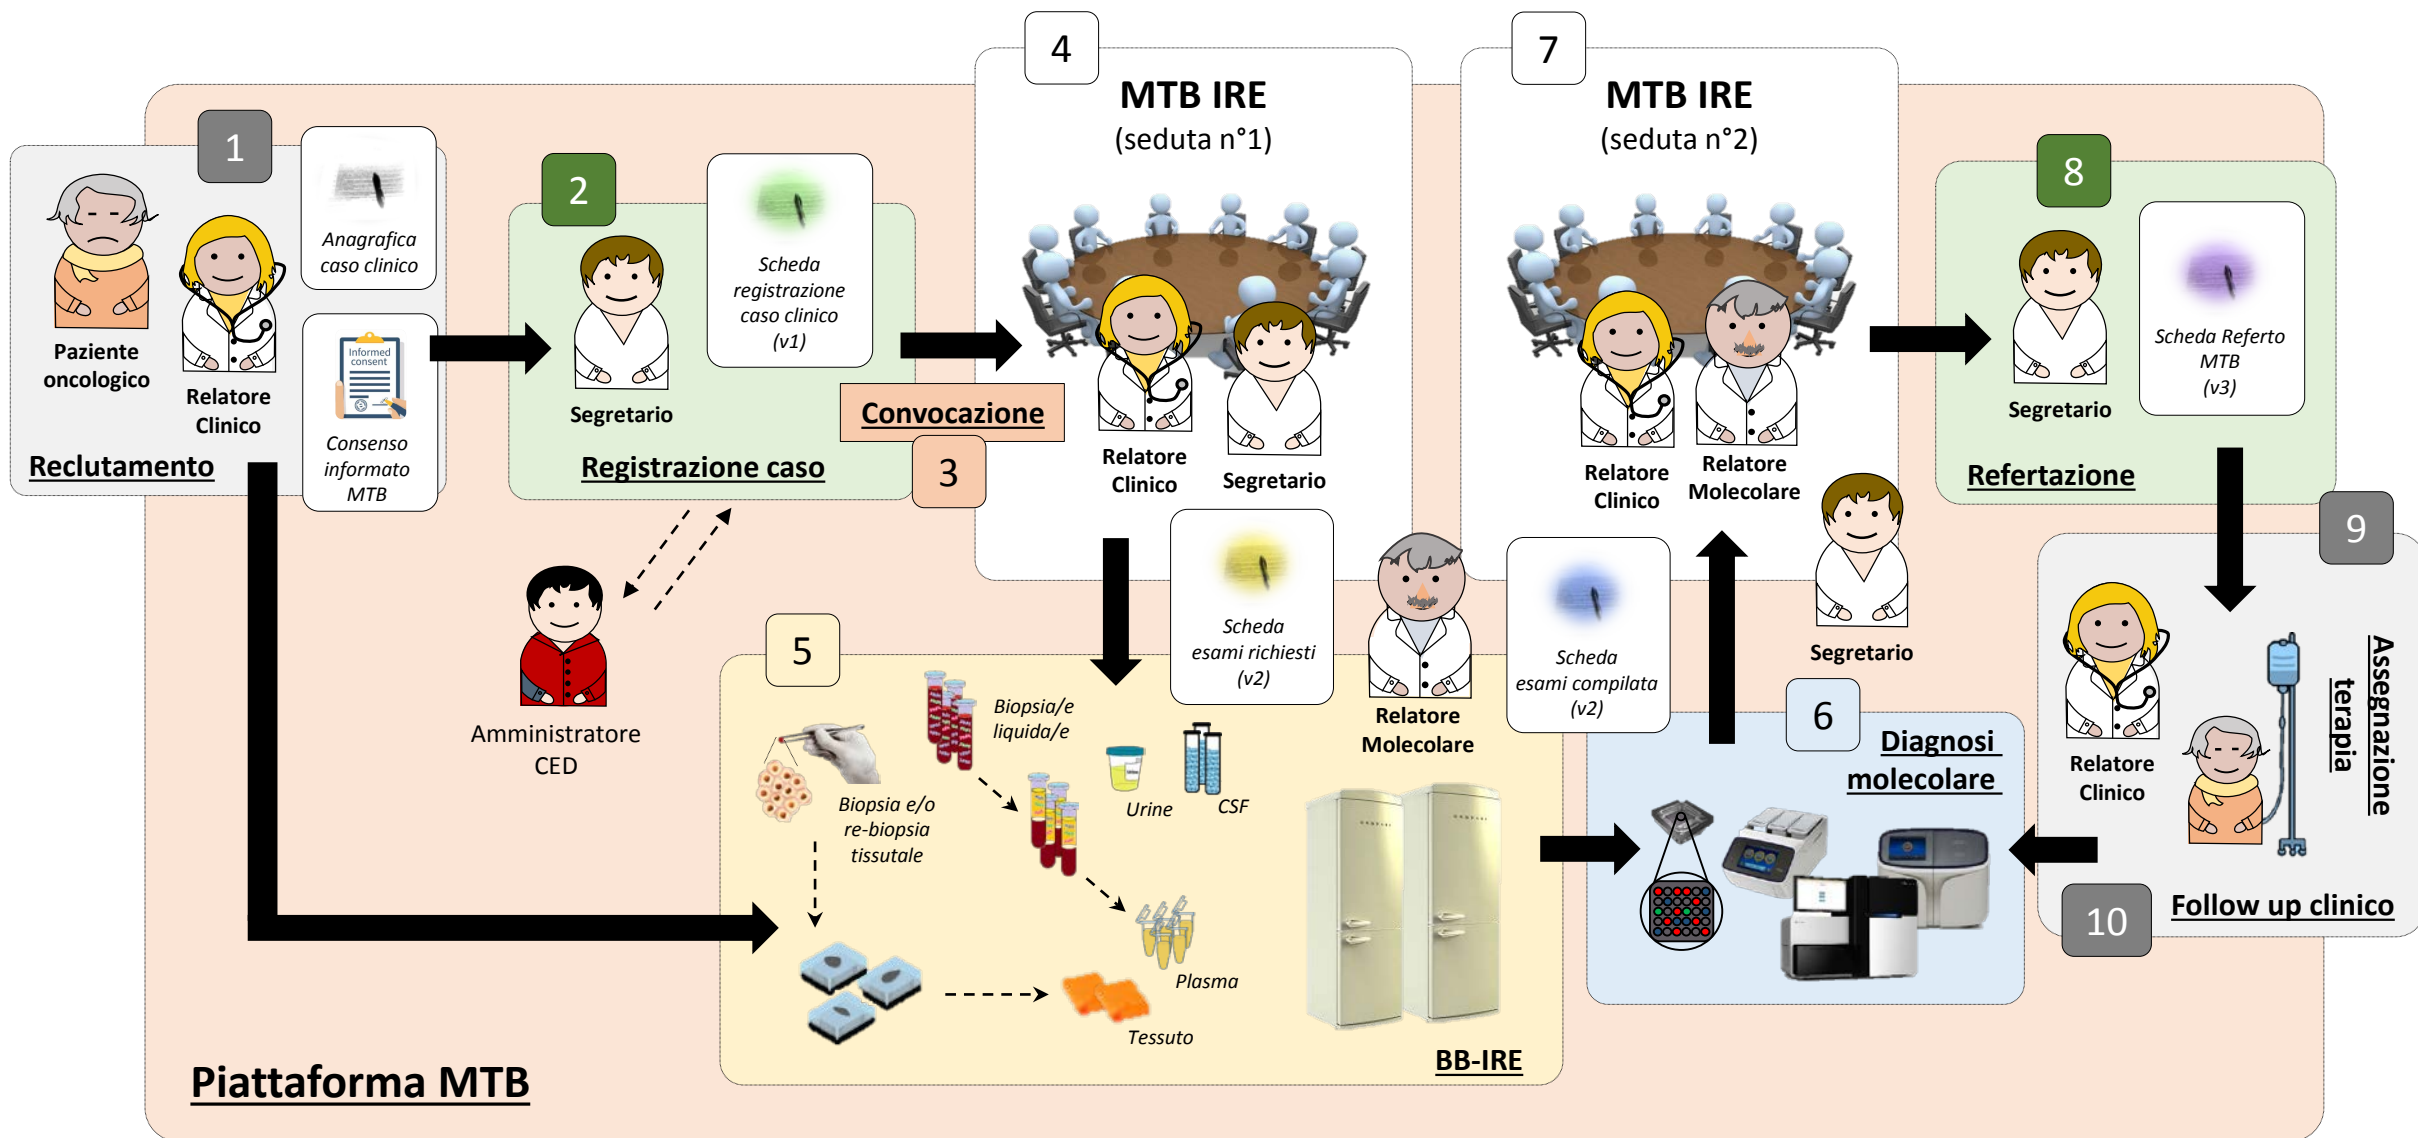 1
Anagrafica
caso clinico
Paziente
oncologico
Relatore
Clinico
Informed
consent
Consenso
informato
MTB
Reclutamento
2
Scheda
registrazione
caso clinico
(v1)
Segretario
Registrazione caso
Convocazione
3
Amministratore
CED
4
MTB IRE
(seduta n°1)
Relatore
Clinico
Segretario
Scheda
esami richiesti
(v2)
Relatore
Molecolare
5
Biopsia/e
liquida/e
Urine
CSF
Biopsia e/o
re-biopsia
tissutale
Plasma
Tessuto
BB-IRE
6
Diagnosi
molecolare
Scheda
esami compilata
(v2)
7
MTB IRE
(seduta n°2)
Relatore
Clinico
Relatore
Molecolare
Segretario
8
Scheda Referto
MTB
(v3)
Segretario
Refertazione
9
Relatore
Clinico
Assegnazione
terapia
Follow up clinico
10
Piattaforma MTB